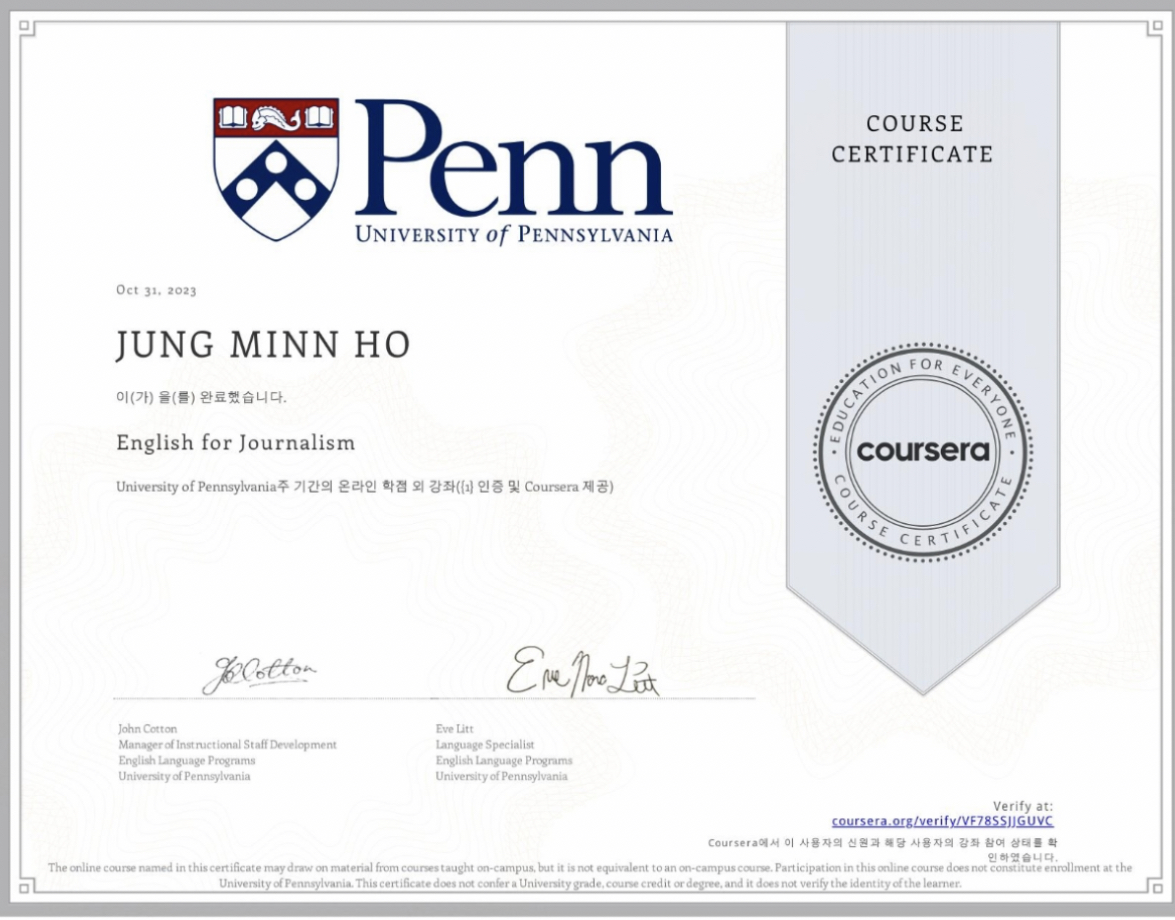 Penn
UNIVERSITY of PENNSYLVANIA
COURSE
CERTIFICATE
Oct 31, 2023
JUNG MINN HO
이(가) 을(를) 완료했습니다.
English for Journalism
University of Pennsylvania주 기간의 온라인 학점 외 강좌({1} 인증 및 Coursera 제공)
EDUCATION FOR EVERYONE
coursera
COURSE CERTIFICATE
JBCotton
Eve Nora Litt
John Cotton
Manager of Instructional Staff Development
English Language Programs
University of Pennsylvania
Eve Litt
Language Specialist
English Language Programs
University of Pennsylvania
Verify at:
coursera.org/verify/VF78SSJJGUVC
Coursera에서 이 사용자의 신원과 해당 사용자의 강좌 참여 상태를 확
인하였습니다.
The online course named in this certificate may draw on material from courses taught on-campus, but it is not equivalent to an on-campus course. Participation in this online course does not constitute enrollment at the
University of Pennsylvania. This certificate does not confer a University grade, course credit or degree, and it does not verify the identity of the learner.